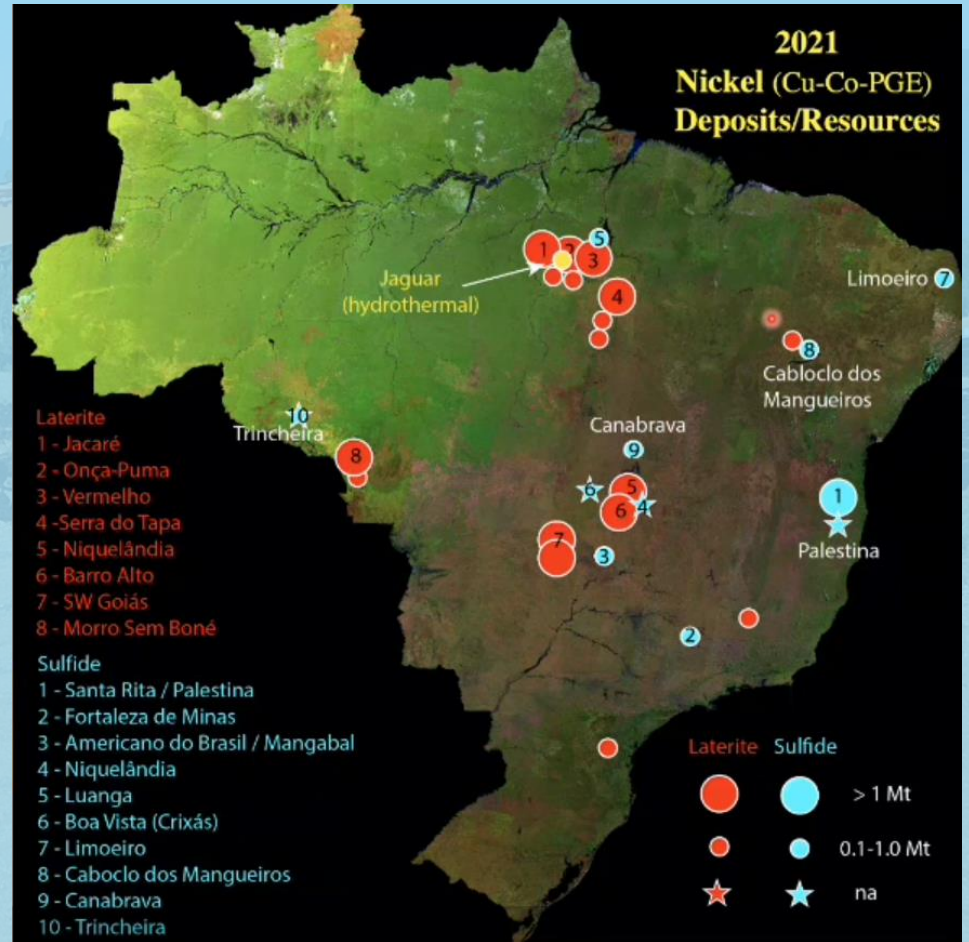 2021
Nickel (Cu-Co-PGE)
Deposits/Resources
1
2
3
5
Jaguar
(hydrothermal)
4
Limoeiro
7
8
Cabloclo dos
Mangueiros
10
Trincheira
8
Canabrava
9
6
5
4
6
1
Palestina
7
3
2
Laterite
1 - Jacaré
2 - Onça-Puma
3 - Vermelho
4 -Serra do Tapa
5 - Niquelândia
6 - Barro Alto
7 - SW Goiás
8 - Morro Sem Boné
Sulfide
1 - Santa Rita / Palestina
2 - Fortaleza de Minas
3 - Americano do Brasil / Mangabal
4 - Niquelândia
5 - Luanga
6 - Boa Vista (Crixás)
7 - Limoeiro
8 - Caboclo dos Mangueiros
9 - Canabrava
10 - Trincheira
Laterite Sulfide
> 1 Mt
0.1-1.0 Mt
na